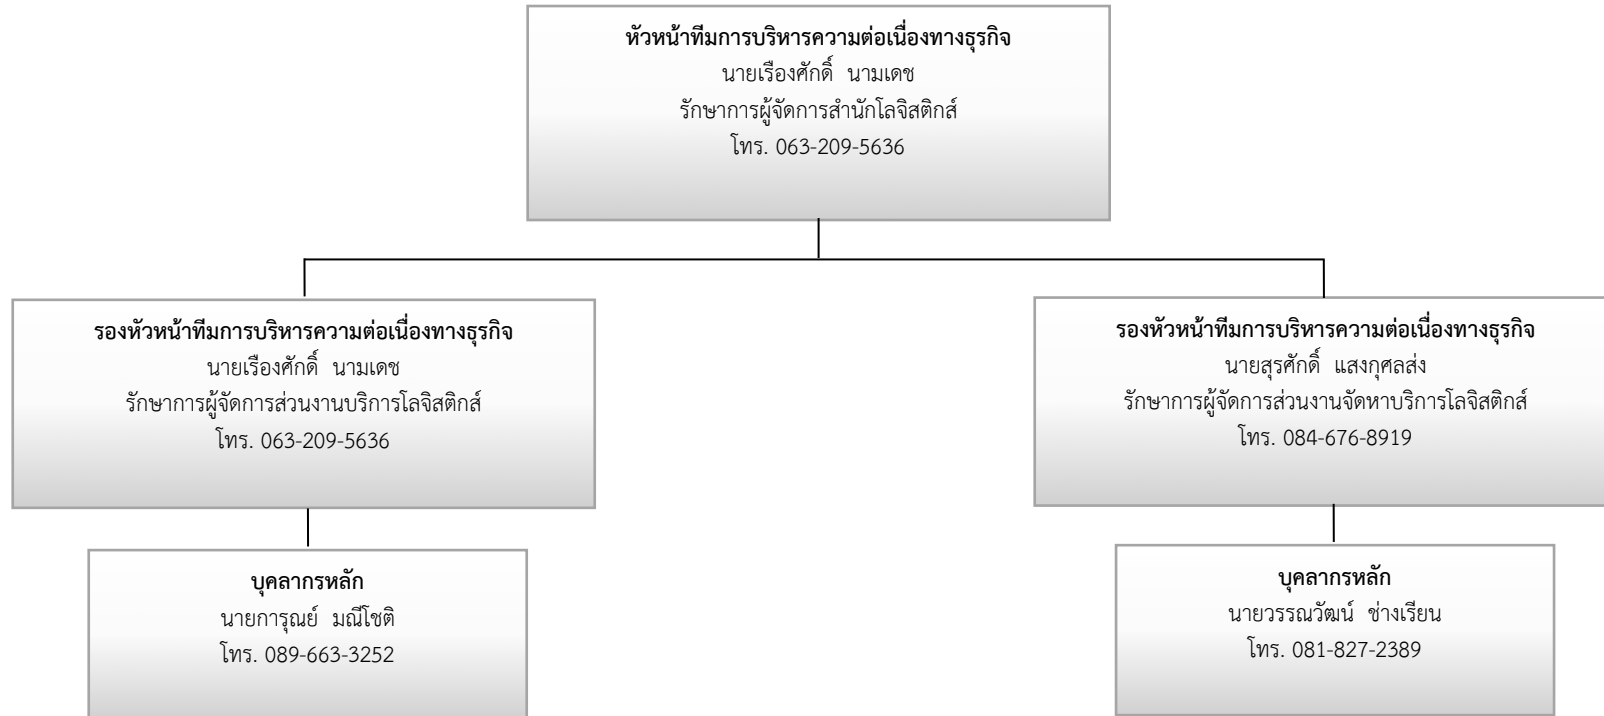 หัวหน้าทีมการบริหารความต่อเนื่องทางธุรกิจ
นายเรืองศักดิ์ นามเดช
รักษาการผู้จัดการสำนักโลจิสติกส์
โทร. 063-209-5636
รองหัวหน้าทีมการบริหารความต่อเนื่องทางธุรกิจ
นายเรืองศักดิ์ นามเดช
รักษาการผู้จัดการส่วนงานบริการโลจิสติกส์
โทร. 063-209-5636
รองหัวหน้าทีมการบริหารความต่อเนื่องทางธุรกิจ
นายสุรศักดิ์ แสงกุศลส่ง
รักษาการผู้จัดการส่วนงานจัดหาบริการโลจิสติกส์
โทร. 084-676-8919
บุคลากรหลัก
นายการุณย์ มณีโชติ
โทร. 089-663-3252
บุคลากรหลัก
นายวรรณวัฒน์ ช่างเรียน
โทร. 081-827-2389